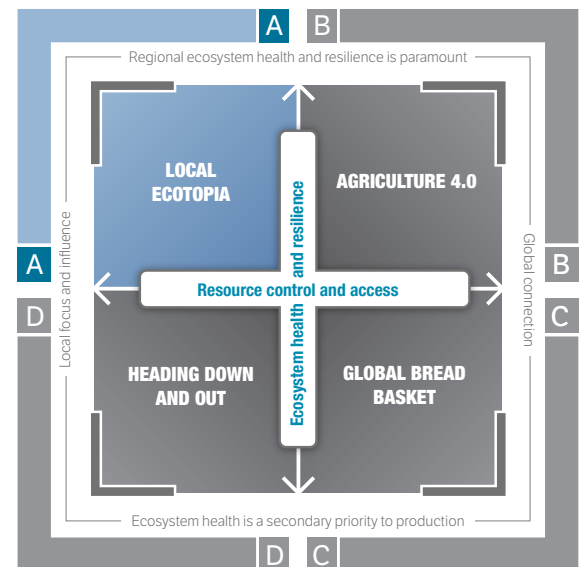 A
B
Regional ecosystem health and resilience is paramount
LOCAL
ECOTOPIA
AGRICULTURE 4.0
Ecosystem health and resilience
Local focus and influence
Global connection
A
B
Resource control and access
D
C
HEADING DOWN
AND OUT
GLOBAL BREAD
BASKET
Ecosystem health is a secondary priority to production
D
C